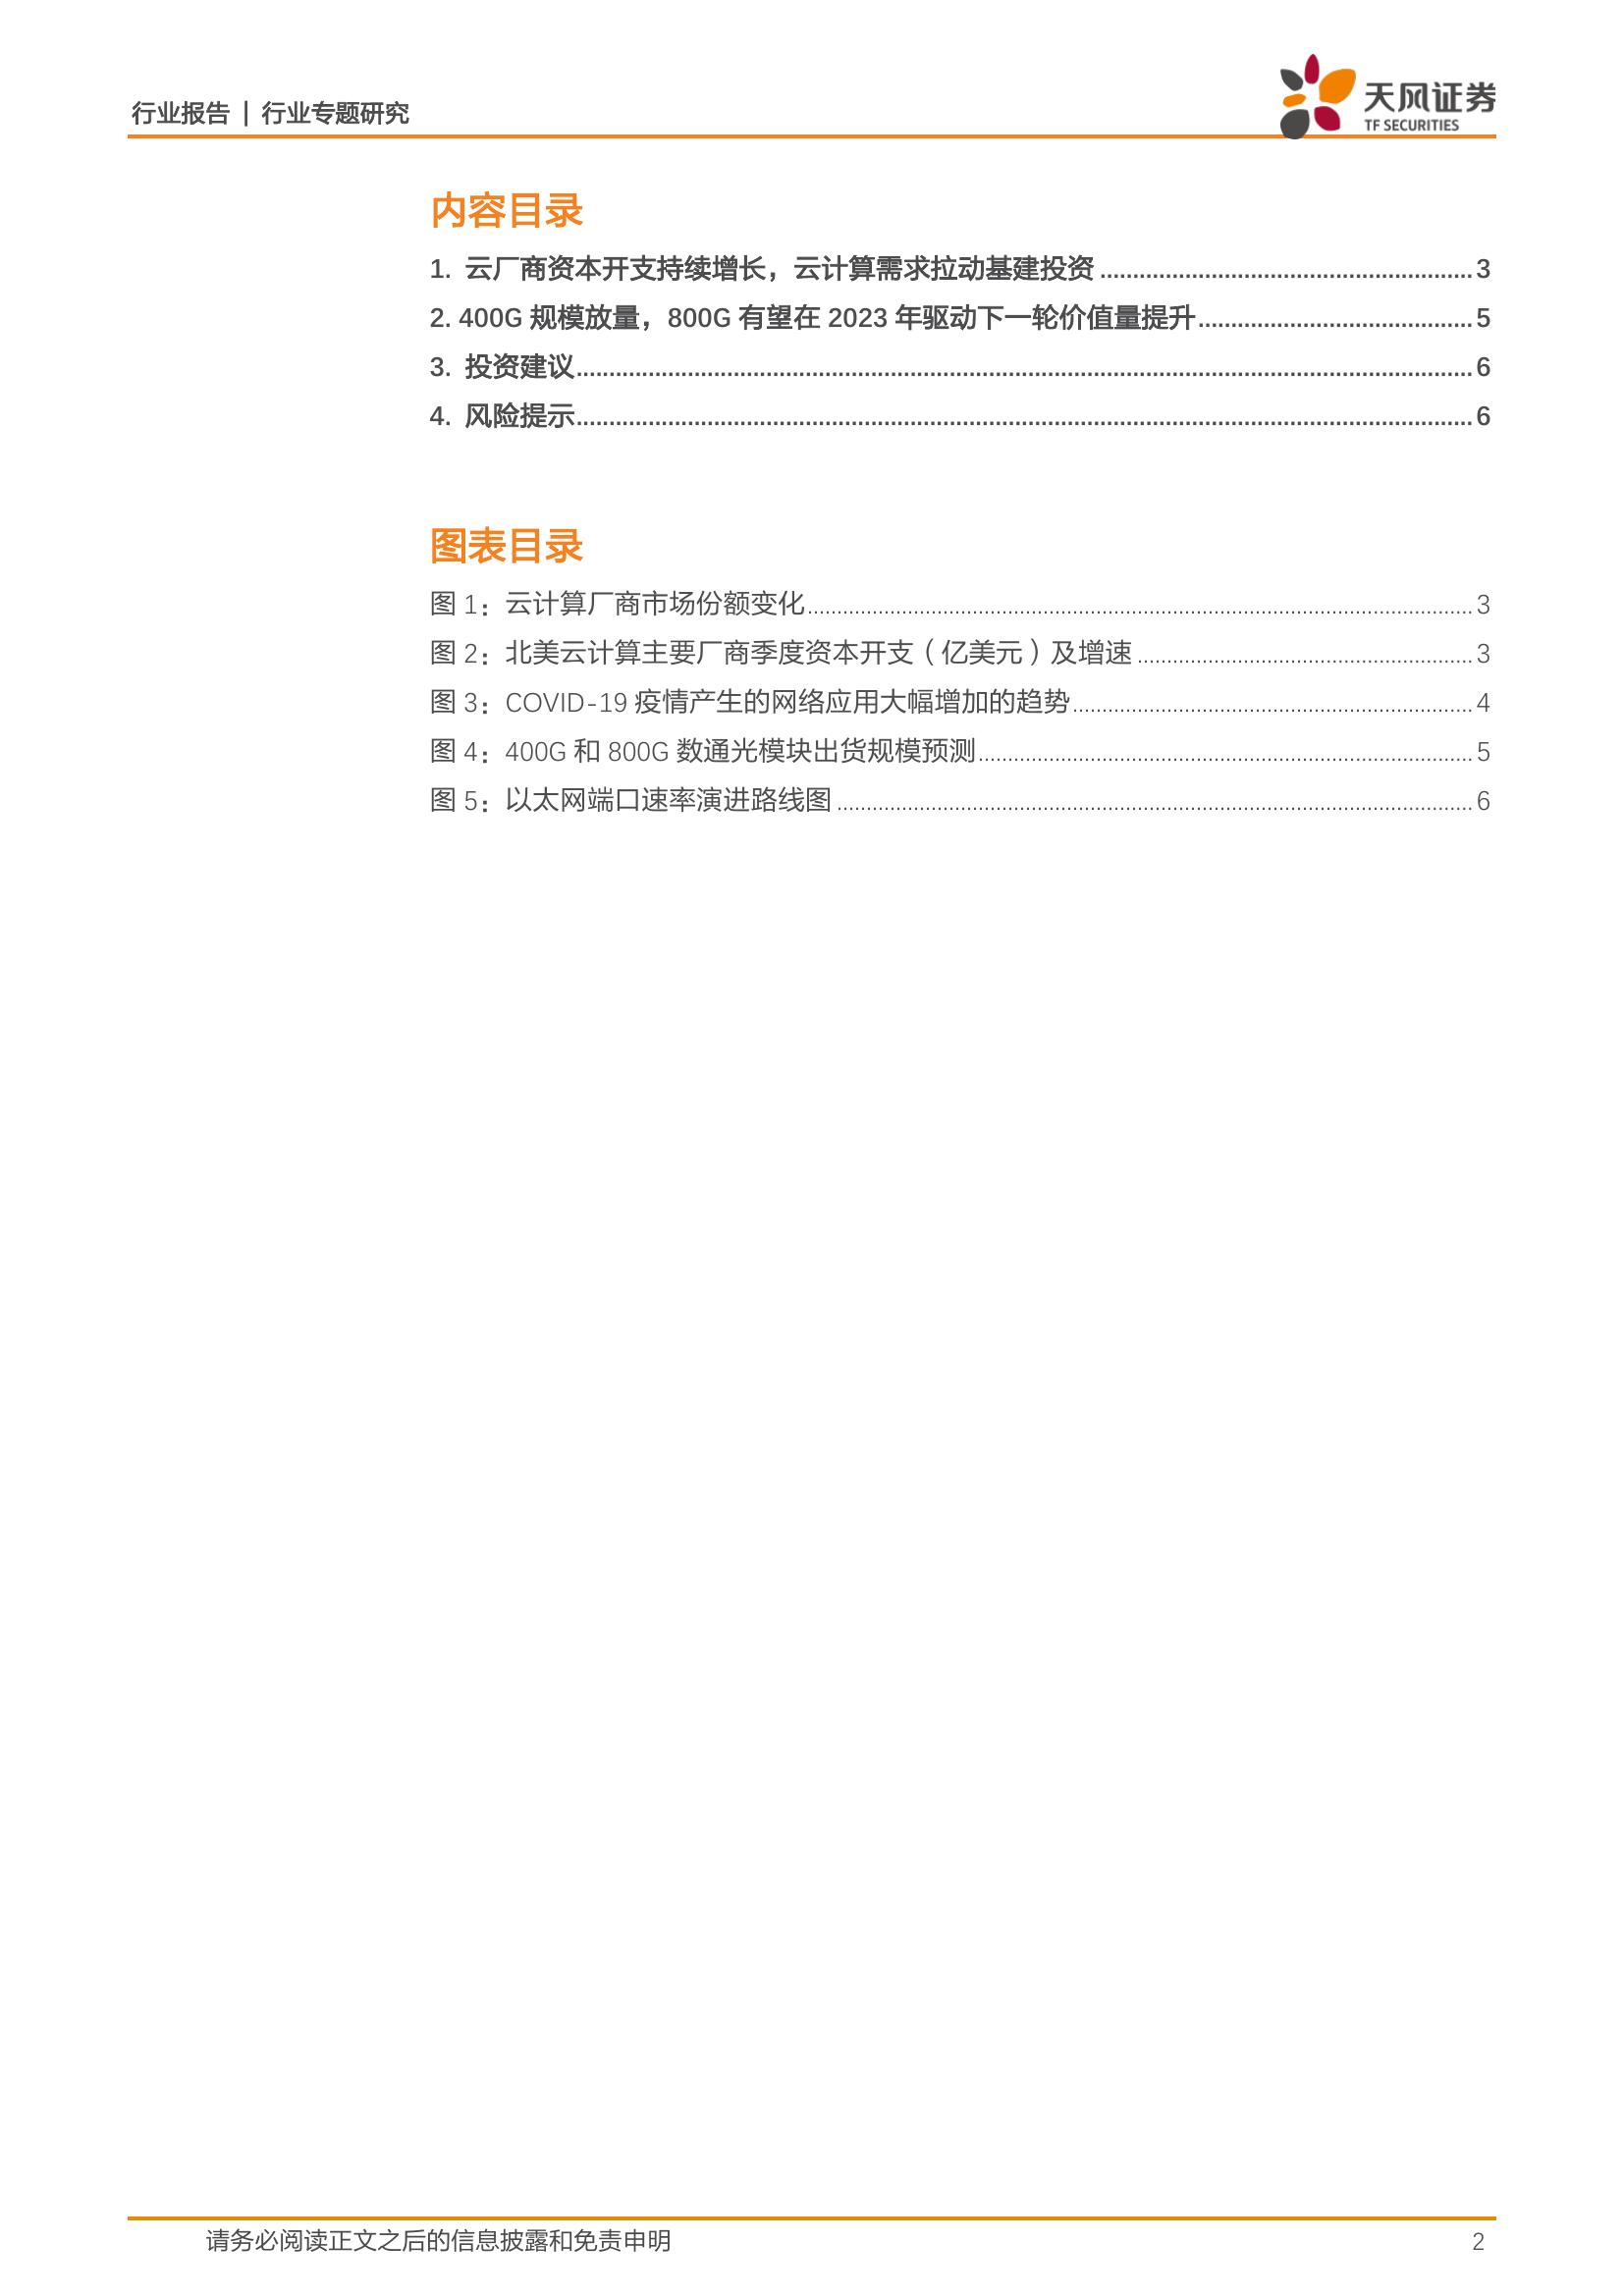 行业报告 | 行业专题研究
天风证券
TF SECURITIES
内容目录
1. 云厂商资本开支持续增长，云计算需求拉动基建投资 ........ 3
2. 400G 规模放量，800G 有望在 2023 年驱动下一轮价值量提升 ........ 5
3. 投资建议 ........ 6
4. 风险提示 ........ 6
图表目录
图 1：云计算厂商市场份额变化 ........ 3
图 2：北美云计算主要厂商季度资本开支（亿美元）及增速 ........ 3
图 3：COVID-19 疫情产生的网络应用大幅增加的趋势 ........ 4
图 4：400G 和 800G 数通光模块出货规模预测 ........ 5
图 5：以太网端口速率演进路线图 ........ 6
请务必阅读正文之后的信息披露和免责申明 2